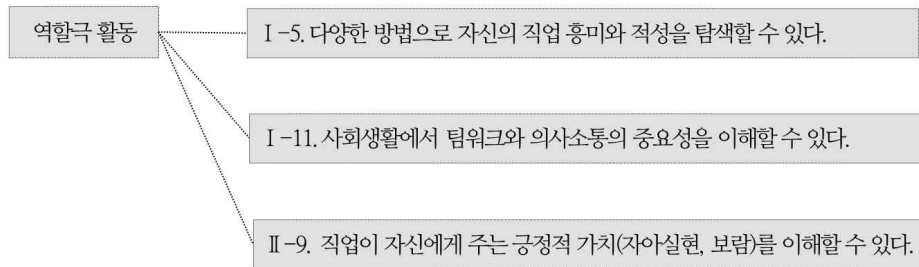 역할극 활동
Ⅰ-5. 다양한 방법으로 자신의 직업 흥미와 적성을 탐색할 수 있다.
Ⅰ-11. 사회생활에서 팀워크와 의사소통의 중요성을 이해할 수 있다.
Ⅱ-9. 직업이 자신에게 주는 긍정적 가치(자아실현, 보람)를 이해할 수 있다.